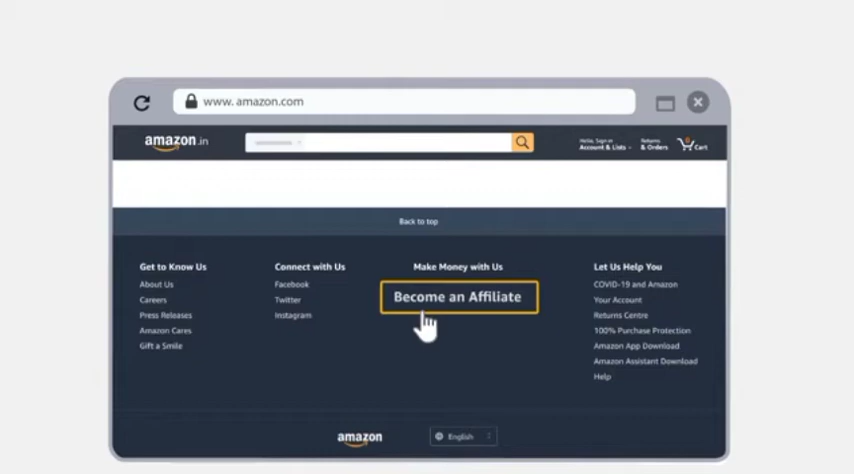 www. amazon.com
amazon.in
Hello, Sign in
Account & Lists
Returns
& Orders
0
Cart
Back to top
Get to Know Us
About Us
Careers
Press Releases
Amazon Cares
Gift a Smile
Connect with Us
Facebook
Twitter
Instagram
Make Money with Us
Become an Affiliate
Let Us Help You
COVID-19 and Amazon
Your Account
Returns Centre
100% Purchase Protection
Amazon App Download
Amazon Assistant Download
Help
amazon
English